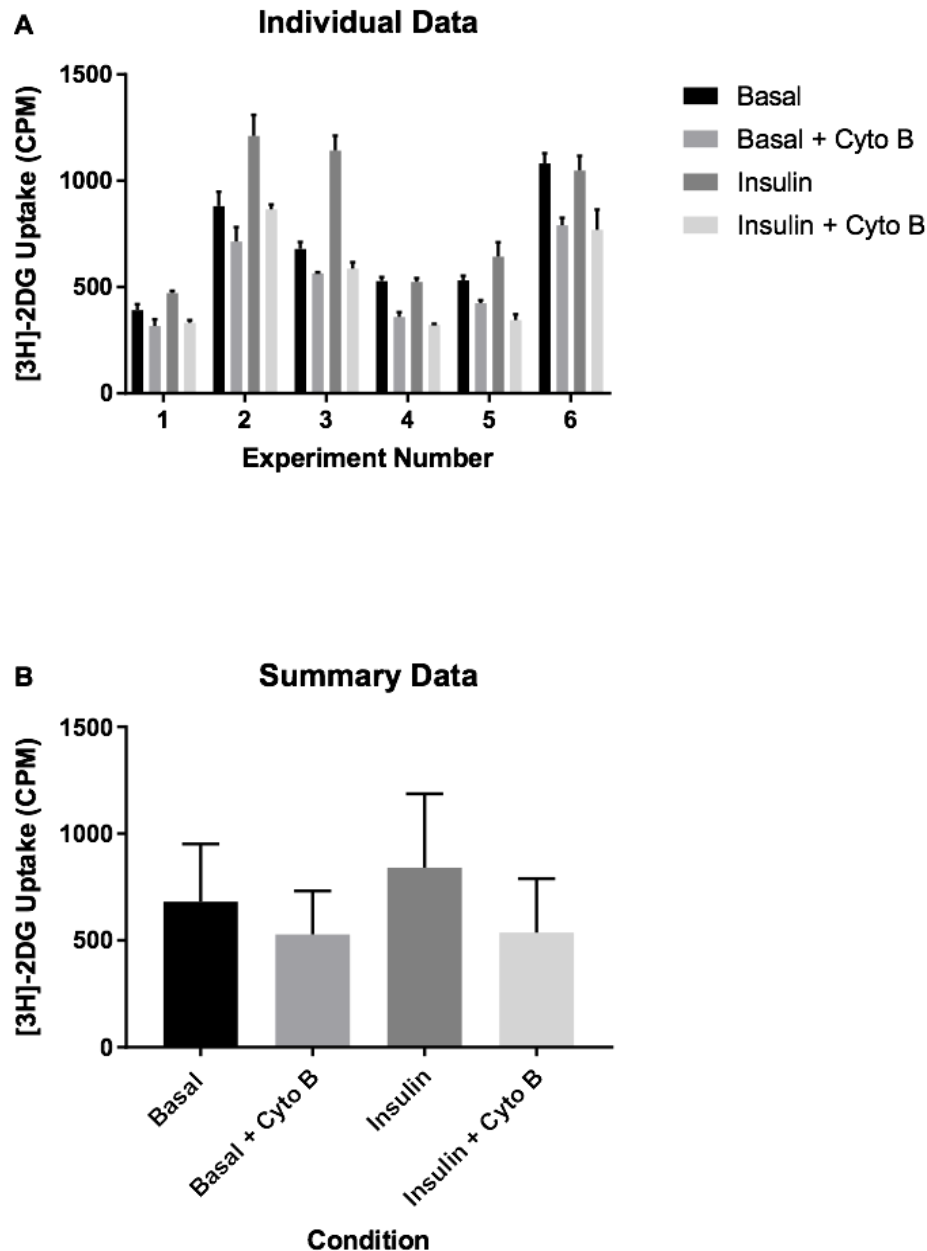 A
Individual Data
[3H]-2DG Uptake (CPM)
1500
1000
500
0
1 2 3 4 5 6
Experiment Number
Basal
Basal + Cyto B
Insulin
Insulin + Cyto B
B
Summary Data
[3H]-2DG Uptake (CPM)
1500
1000
500
0
Basal
Basal + Cyto B
Insulin
Insulin + Cyto B
Condition